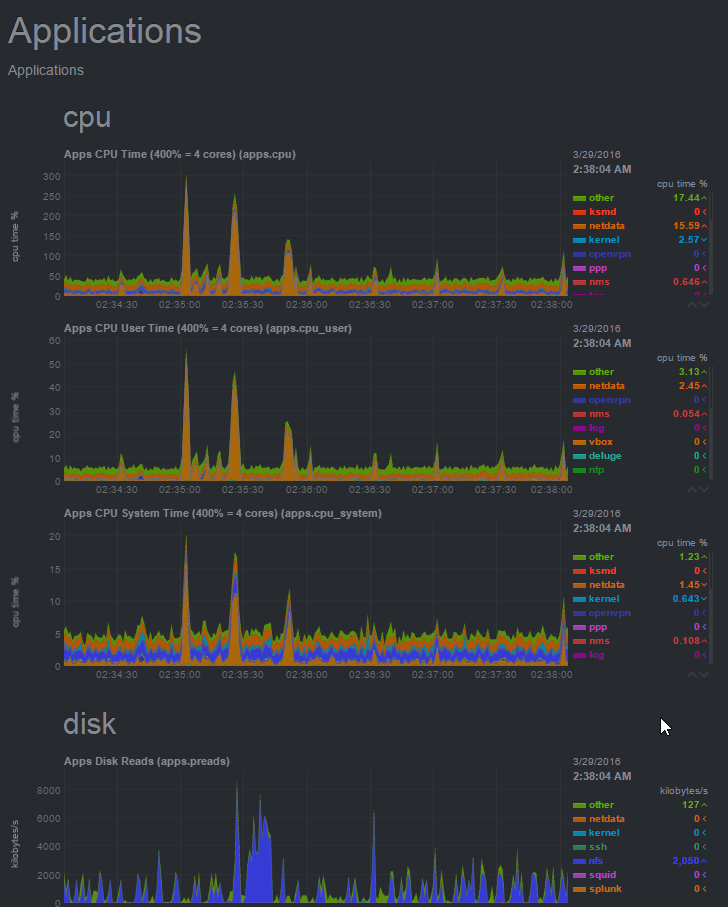 Applications
Applications
cpu
Apps CPU Time (400% = 4 cores) (apps.cpu)
3/29/2016
2:38:04 AM
cpu time %
other 17.44
ksmd 0
netdata 15.59
kernel 2.57
openvpn 0
ppp 0
nms 0.646
cpu time %
300
250
200
150
100
50
0
02:34:30 02:35:00 02:35:30 02:36:00 02:36:30 02:37:00 02:37:30 02:38:00
Apps CPU User Time (400% = 4 cores) (apps.cpu_user)
3/29/2016
2:38:04 AM
cpu time %
other 3.13
netdata 2.45
openvpn 0
nms 0.054
log 0
vbox 0
deluge 0
ntp 0
cpu time %
60
50
40
30
20
10
0
02:34:30 02:35:00 02:35:30 02:36:00 02:36:30 02:37:00 02:37:30 02:38:00
Apps CPU System Time (400% = 4 cores) (apps.cpu_system)
3/29/2016
2:38:04 AM
cpu time %
other 1.23
ksmd 0
netdata 1.45
kernel 0.643
openvpn 0
ppp 0
nms 0.108
log 0
cpu time %
20
15
10
5
0
02:34:30 02:35:00 02:35:30 02:36:00 02:36:30 02:37:00 02:37:30 02:38:00
disk
Apps Disk Reads (apps.preads)
3/29/2016
2:38:04 AM
kilobytes/s
other 127
netdata 0
kernel 0
ssh 0
nfs 2,050
squid 0
splunk 0
kilobytes/s
8000
6000
4000
2000
0